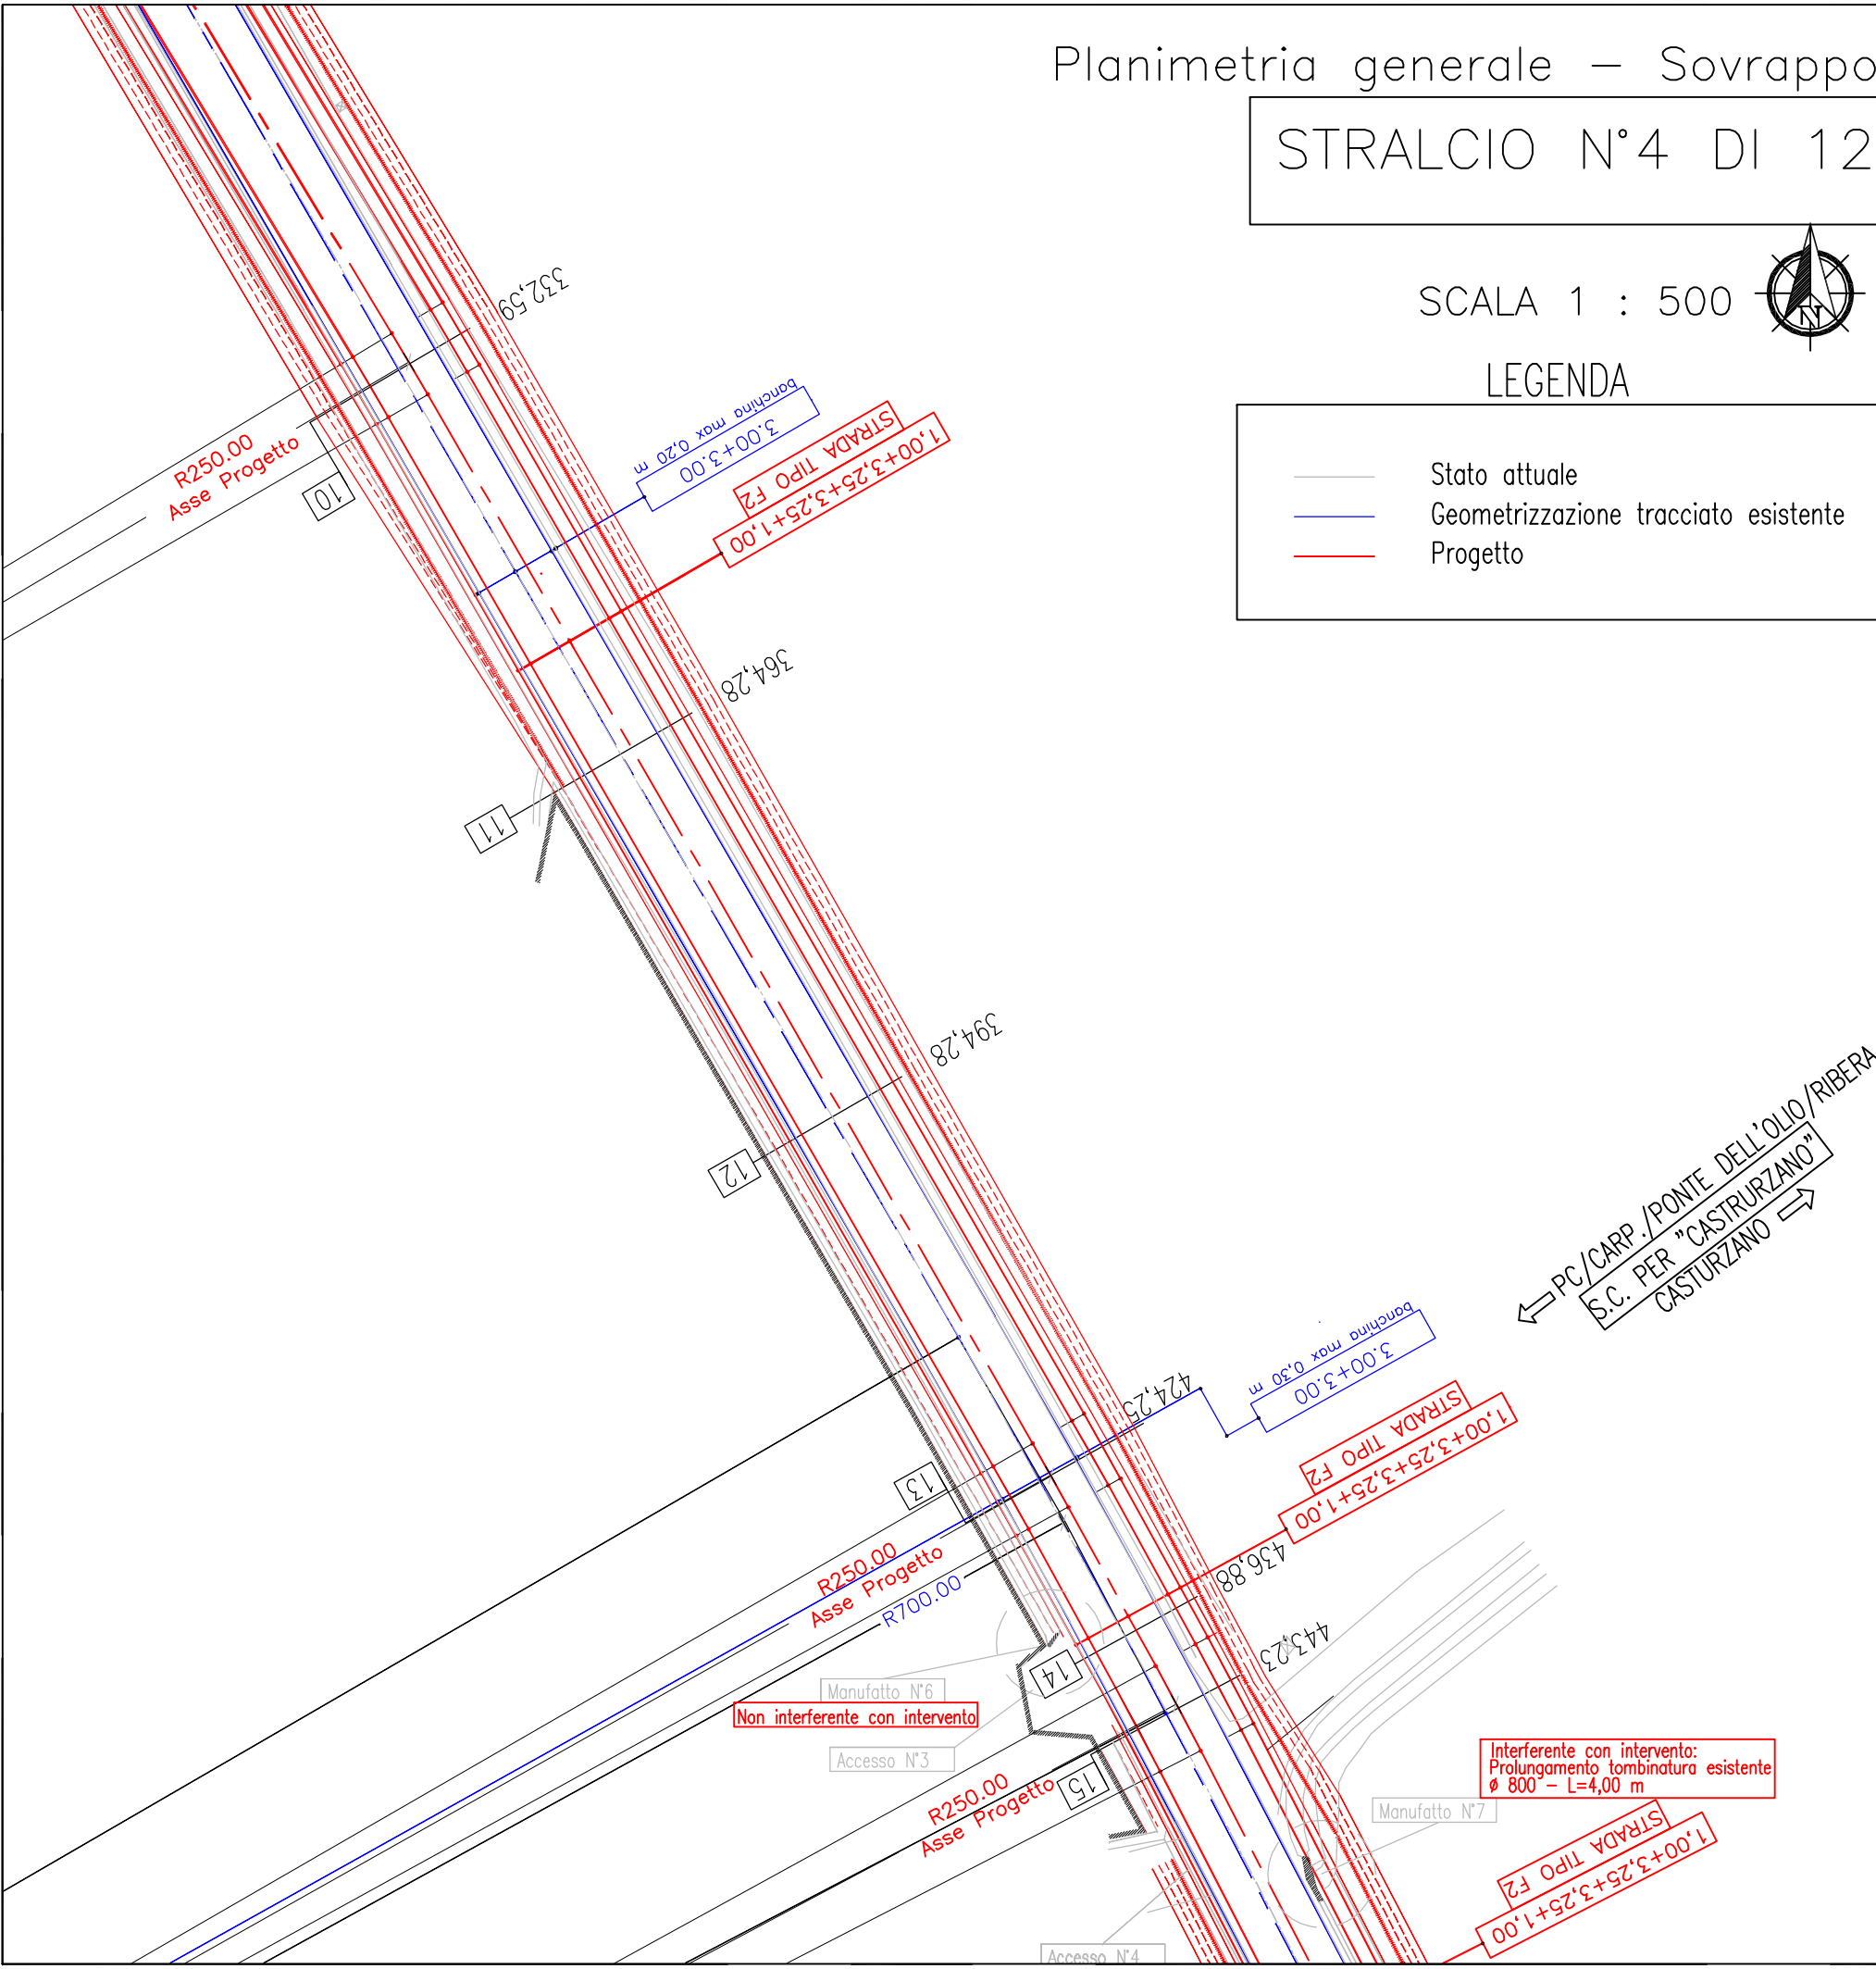 Planimetria generale – Sovrappo
STRALCIO N°4 DI 12
SCALA 1 : 500
N
LEGENDA
Stato attuale
Geometrizzazione tracciato esistente
Progetto
332,59
banchina max 0,20 m
3.00+3.00
STRADA TIPO F2
1,00+3,25+3,25+1,00
R250.00
Asse Progetto
10
364,28
11
394,28
12
PC/CARP./PONTE DELL'OLIO/RIBERA
S.C. PER "CASTRURZANO"
CASTURZANO
banchina max 0,30 m
3.00+3.00
424,25
STRADA TIPO F2
1,00+3,25+3,25+1,00
13
R250.00
Asse Progetto
R700.00
436,88
14
443,23
Manufatto N°6
Non interferente con intervento
Accesso N°3
15
R250.00
Asse Progetto
Interferente con intervento:
Prolungamento tombinatura esistente
ø 800 – L=4,00 m
Manufatto N°7
STRADA TIPO F2
1,00+3,25+3,25+1,00
Accesso N°4